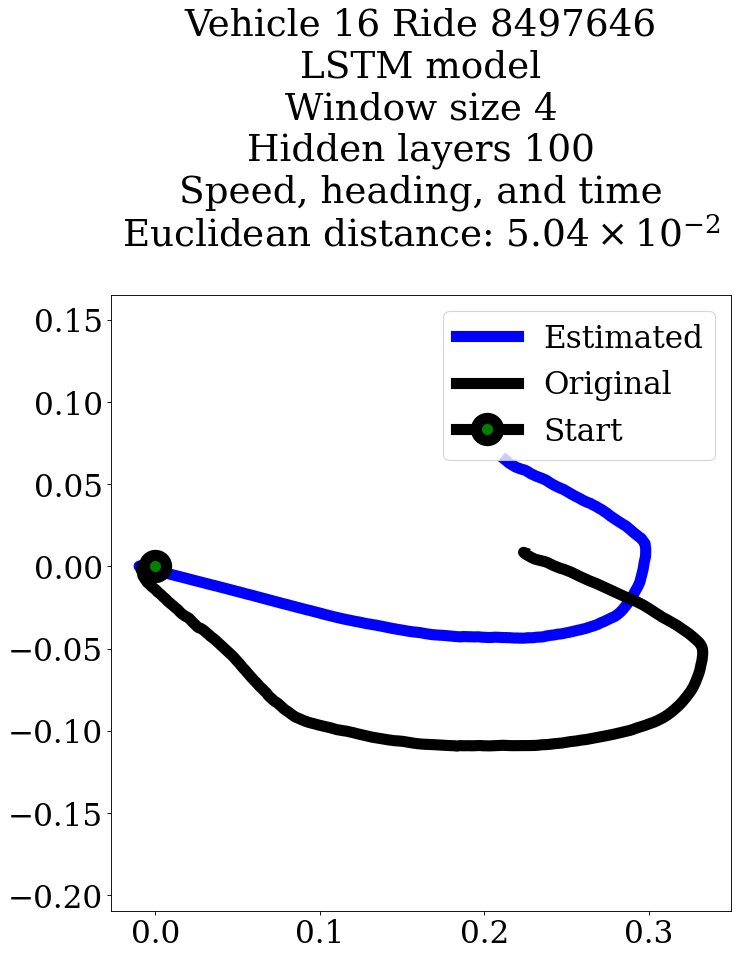 Vehicle 16 Ride 8497646
LSTM model
Window size 4
Hidden layers 100
Speed, heading, and time
Euclidean distance: 5.04 × 10⁻²
Estimated
Original
Start
0.15
0.10
0.05
0.00
−0.05
−0.10
−0.15
−0.20
0.0 0.1 0.2 0.3